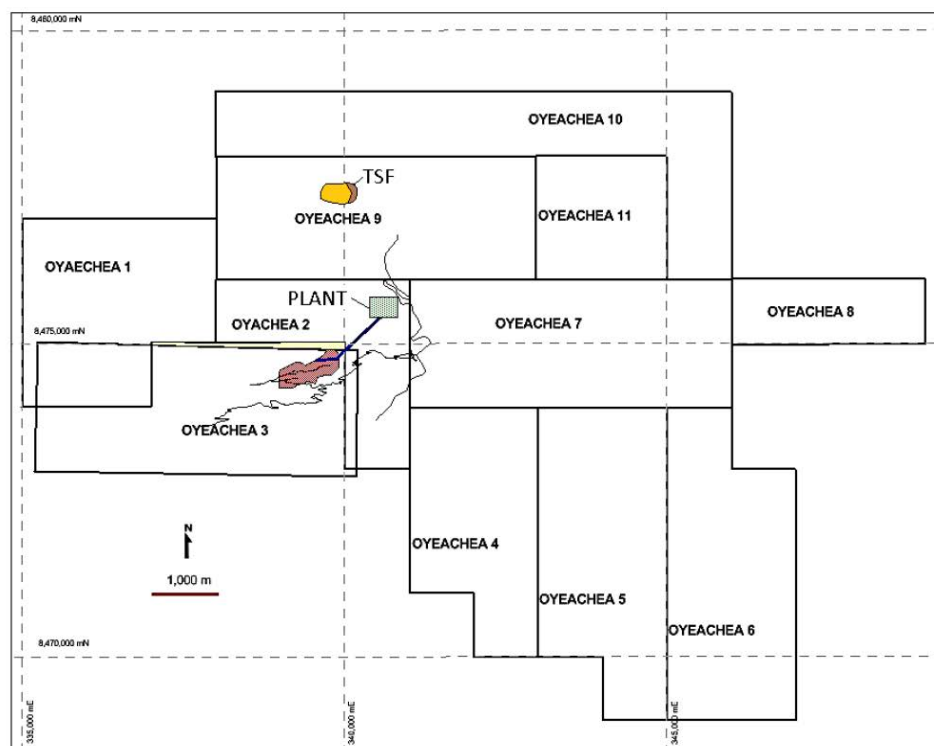 8,480,000 mN
OYEACHEA 10
TSF
OYEACHEA 9
OYEACHEA 11
OYAECHEA 1
PLANT
OYACHEA 2
OYEACHEA 7
OYEACHEA 8
8,475,000 mN
OYEACHEA 3
N
1,000 m
OYEACHEA 4
OYEACHEA 5
OYEACHEA 6
8,470,000 mN
335,000 mE
340,000 mE
345,000 mE